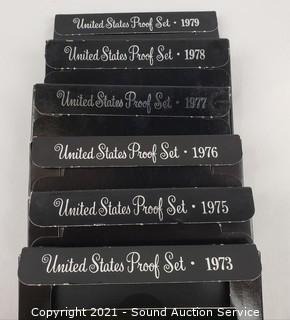 United States Proof Set · 1979
United States Proof Set · 1978
United States Proof Set · 1977
United States Proof Set · 1976
United States Proof Set · 1975
United States Proof Set · 1973
Copyright 2021 - Sound Auction Service